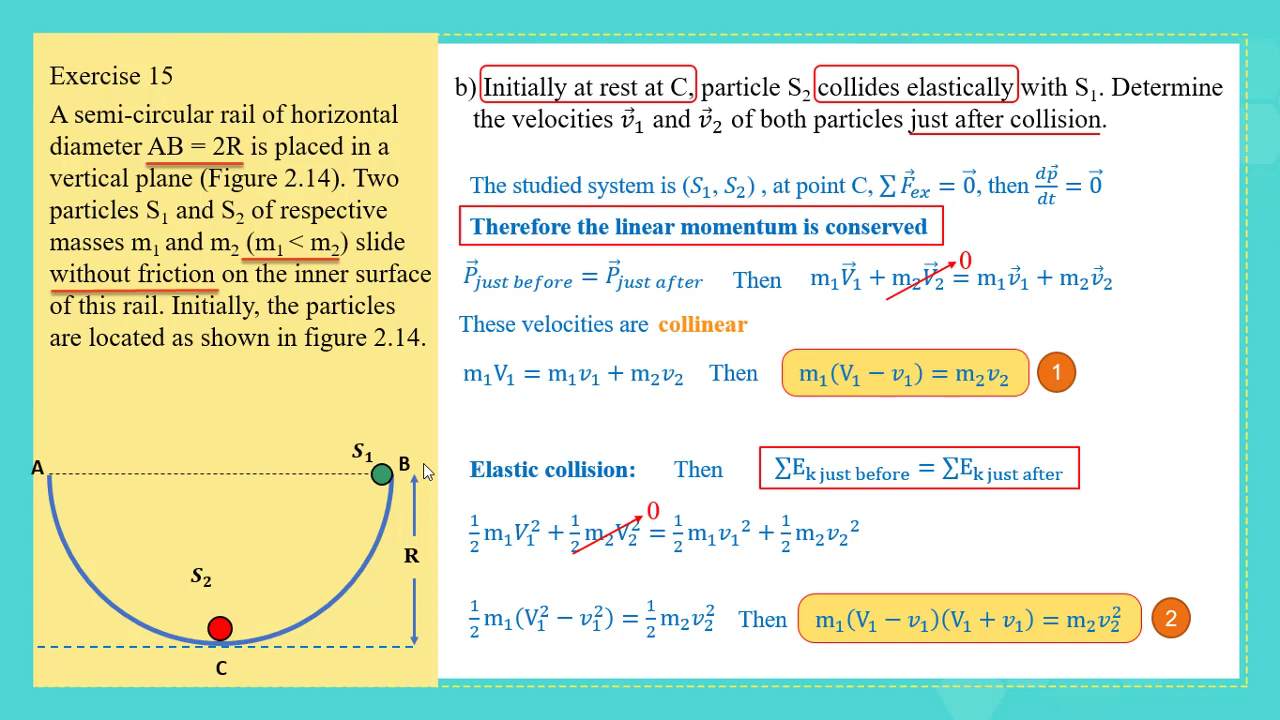 Exercise 15
A semi-circular rail of horizontal
diameter AB = 2R is placed in a
vertical plane (Figure 2.14). Two
particles S₁ and S₂ of respective
masses m₁ and m₂ (m₁ < m₂) slide
without friction on the inner surface
of this rail. Initially, the particles
are located as shown in figure 2.14.
S₁
A
B
R
S₂
C
b) Initially at rest at C, particle S₂ collides elastically with S₁. Determine
the velocities v⃗₁ and v⃗₂ of both particles just after collision.
The studied system is (S₁, S₂) , at point C, ∑ F⃗ₑₓ = 0⃗, then dp⃗/dt = 0⃗
Therefore the linear momentum is conserved
P⃗ just before = P⃗ just after Then m₁V⃗₁ + m₂V⃗₂ = m₁v⃗₁ + m₂v⃗₂
0
These velocities are collinear
m₁V₁ = m₁v₁ + m₂v₂ Then m₁(V₁ − v₁) = m₂v₂ 1
Elastic collision: Then ∑Eₖ just before = ∑Eₖ just after
½m₁V₁² + ½m₂V₂² = ½m₁v₁² + ½m₂v₂²
0
½m₁(V₁² − v₁²) = ½m₂v₂² Then m₁(V₁ − v₁)(V₁ + v₁) = m₂v₂² 2